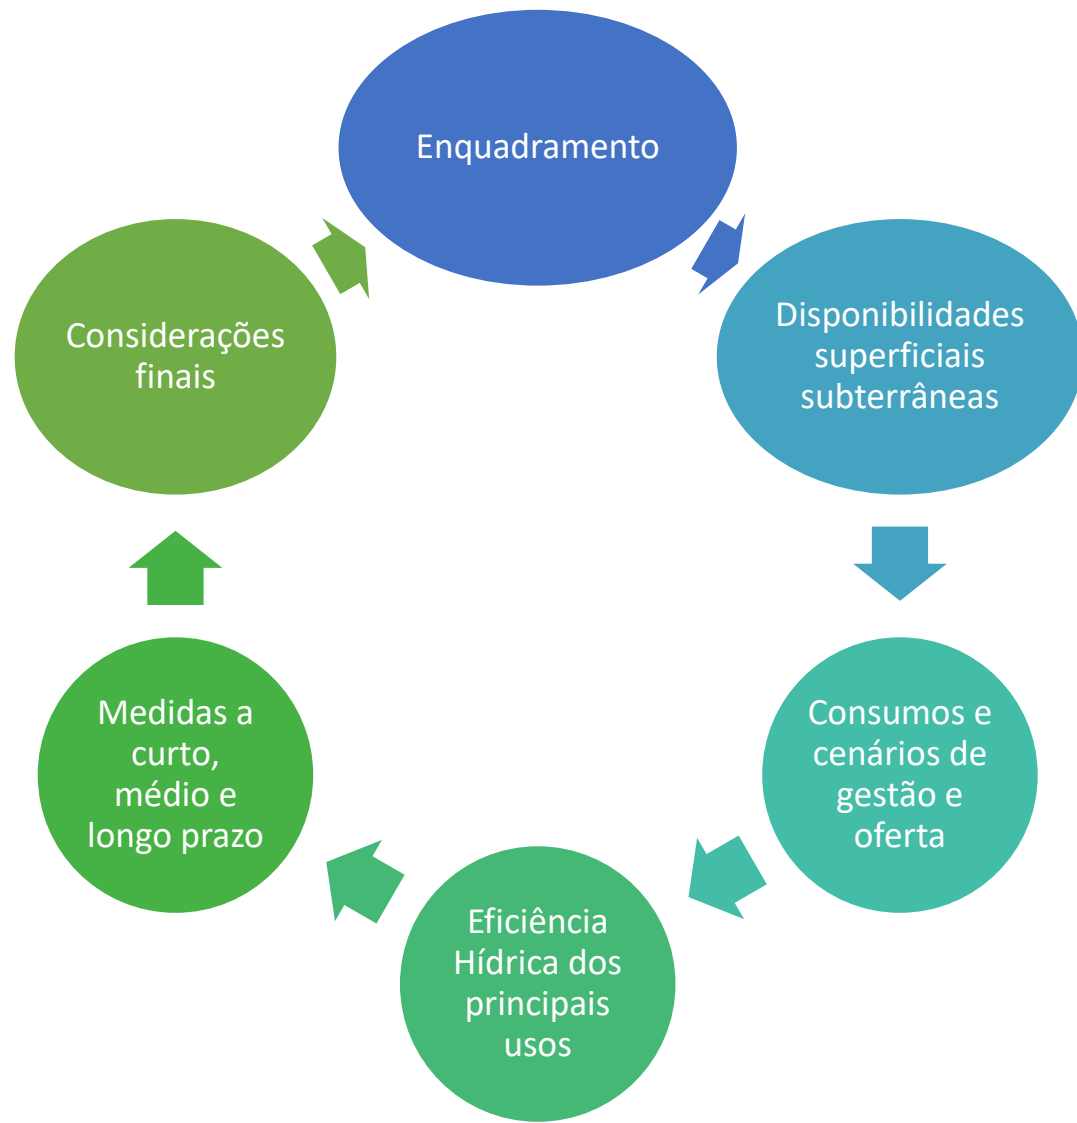 Enquadramento
Disponibilidades
superficiais
subterrâneas
Consumos e
cenários de
gestão e
oferta
Eficiência
Hídrica dos
principais
usos
Medidas a
curto,
médio e
longo prazo
Considerações
finais